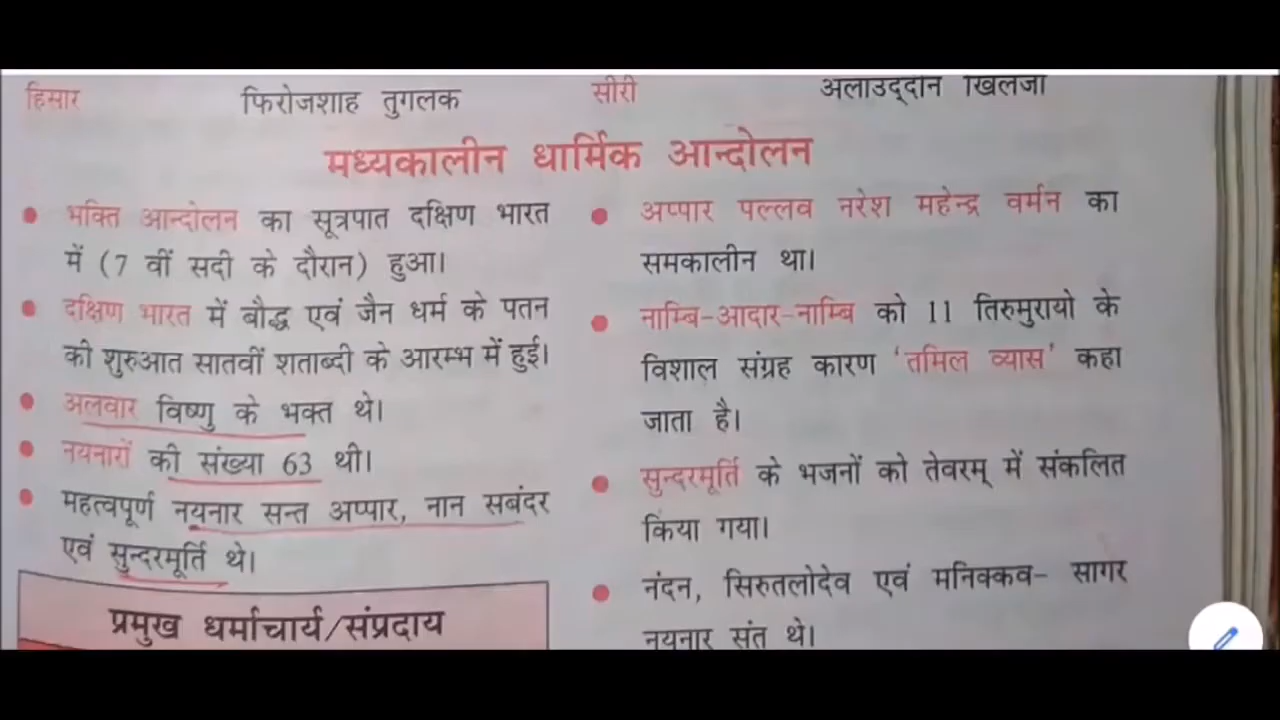 हिसार फिरोजशाह तुगलक सीरी अलाउद्दीन खिलजी
मध्यकालीन धार्मिक आन्दोलन
• भक्ति आन्दोलन का सूत्रपात दक्षिण भारत
में (7 वीं सदी के दौरान) हुआ।
• दक्षिण भारत में बौद्ध एवं जैन धर्म के पतन
की शुरुआत सातवीं शताब्दी के आरम्भ में हुई।
• अलवार विष्णु के भक्त थे।
• नयनारों की संख्या 63 थी।
• महत्वपूर्ण नयनार सन्त अप्पार, नान सबंदर
एवं सुन्दरमूर्ति थे।
प्रमुख धर्माचार्य/संप्रदाय
• अप्पार पल्लव नरेश महेन्द्र वर्मन का
समकालीन था।
• नाम्बि-आदार-नाम्बि को 11 तिरुमुरायो के
विशाल संग्रह कारण ‘तमिल व्यास’ कहा
जाता है।
• सुन्दरमूर्ति के भजनों को तेवरम् में संकलित
किया गया।
• नंदन, सिरुतलोदेव एवं मनिक्कव- सागर
नयनार संत थे।